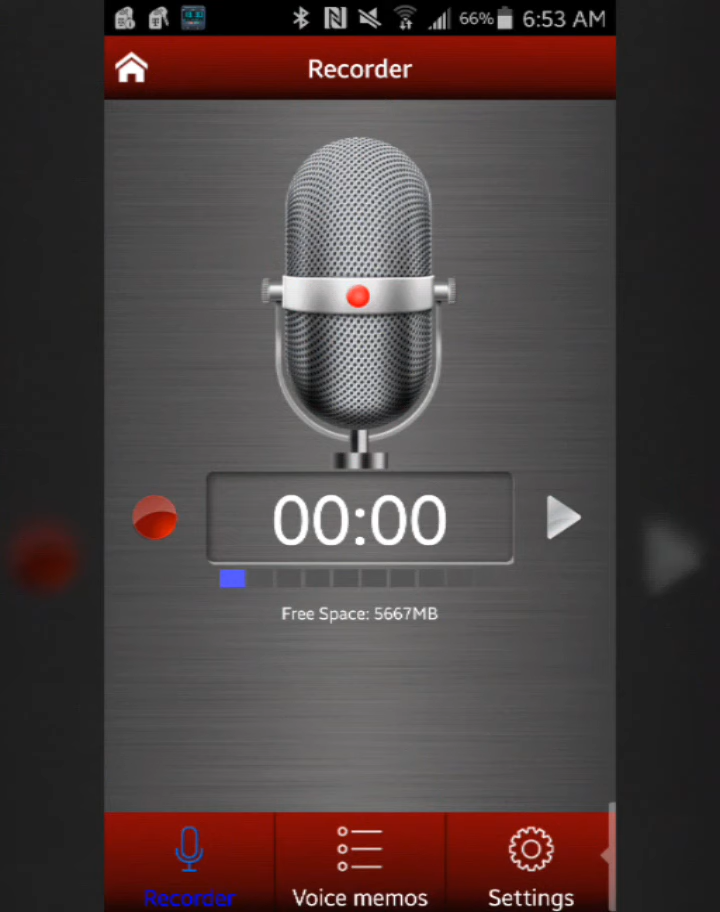 66% 6:53 AM
Recorder
00:00
Free Space: 5667MB
Recorder Voice memos Settings